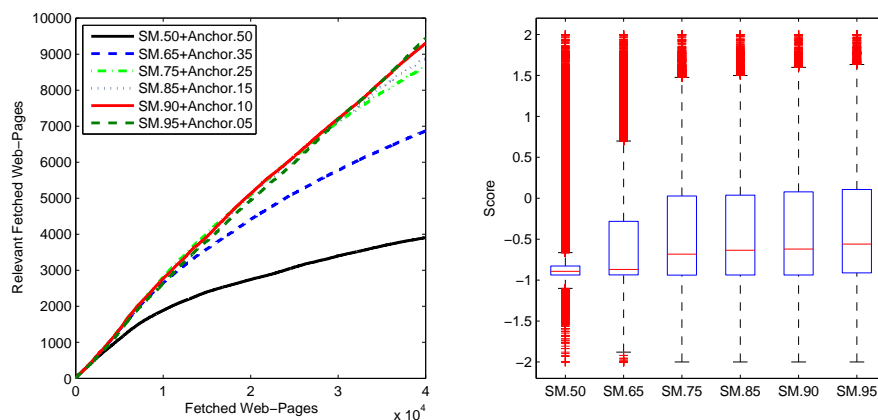 10000
9000
8000
7000
6000
5000
4000
3000
2000
1000
0
Relevant Fetched Web−Pages
SM.50+Anchor.50
SM.65+Anchor.35
SM.75+Anchor.25
SM.85+Anchor.15
SM.90+Anchor.10
SM.95+Anchor.05
0 1 2 3 4
Fetched Web−Pages
x 10⁴
2
1.5
1
0.5
0
−0.5
−1
−1.5
−2
Score
SM.50 SM.65 SM.75 SM.85 SM.90 SM.95